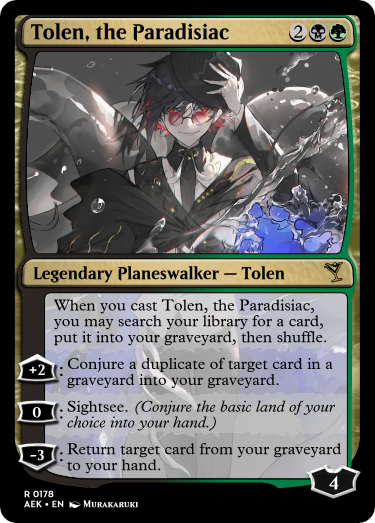 Tolen, the Paradisiac 2
Legendary Planeswalker — Tolen
When you cast Tolen, the Paradisiac,
you may search your library for a card,
put it into your graveyard, then shuffle.
+2: Conjure a duplicate of target card in a
graveyard into your graveyard.
0: Sightsee. (Conjure the basic land of your
choice into your hand.)
-3: Return target card from your graveyard
to your hand.
4
R 0178
AEK • EN Murakaruki